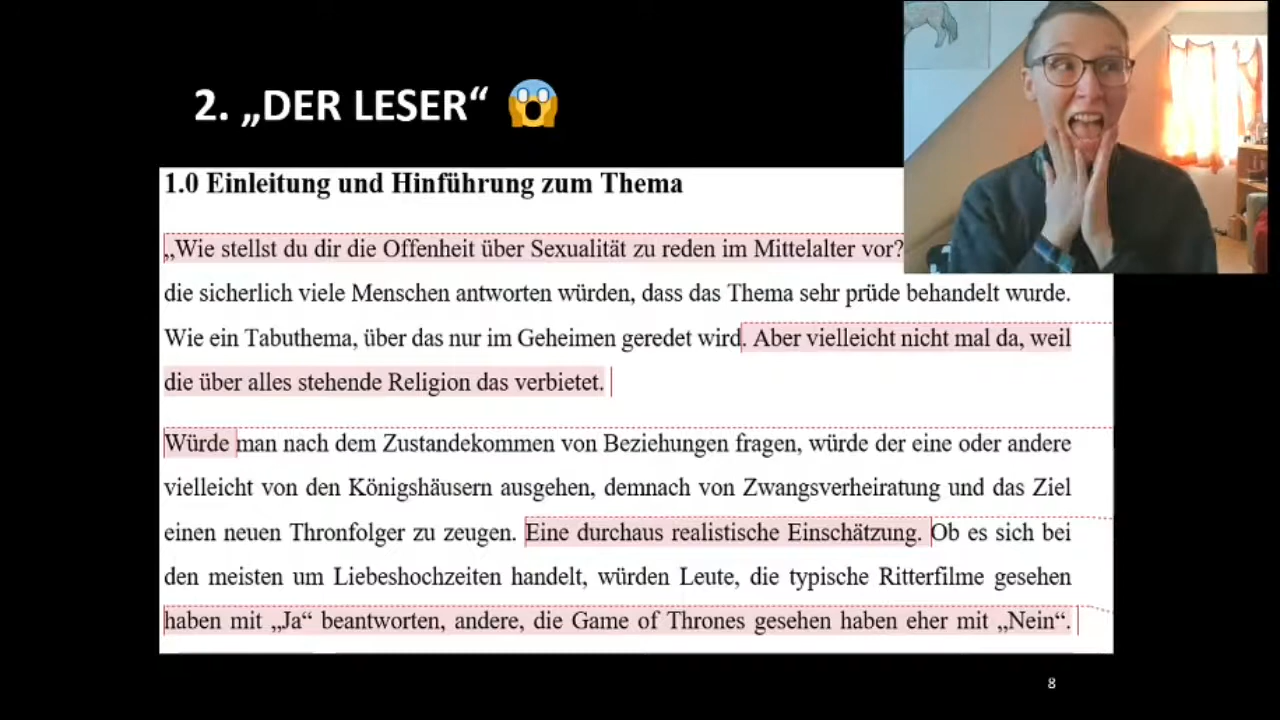 2. „DER LESER“ 😱
1.0 Einleitung und Hinführung zum Thema
„Wie stellst du dir die Offenheit über Sexualität zu reden im Mittelalter vor?
die sicherlich viele Menschen antworten würden, dass das Thema sehr prüde behandelt wurde.
Wie ein Tabuthema, über das nur im Geheimen geredet wird. Aber vielleicht nicht mal da, weil
die über alles stehende Religion das verbietet.
Würde man nach dem Zustandekommen von Beziehungen fragen, würde der eine oder andere
vielleicht von den Königshäusern ausgehen, demnach von Zwangsverheiratung und das Ziel
einen neuen Thronfolger zu zeugen. Eine durchaus realistische Einschätzung. Ob es sich bei
den meisten um Liebeshochzeiten handelt, würden Leute, die typische Ritterfilme gesehen
haben mit „Ja“ beantworten, andere, die Game of Thrones gesehen haben eher mit „Nein“.
8